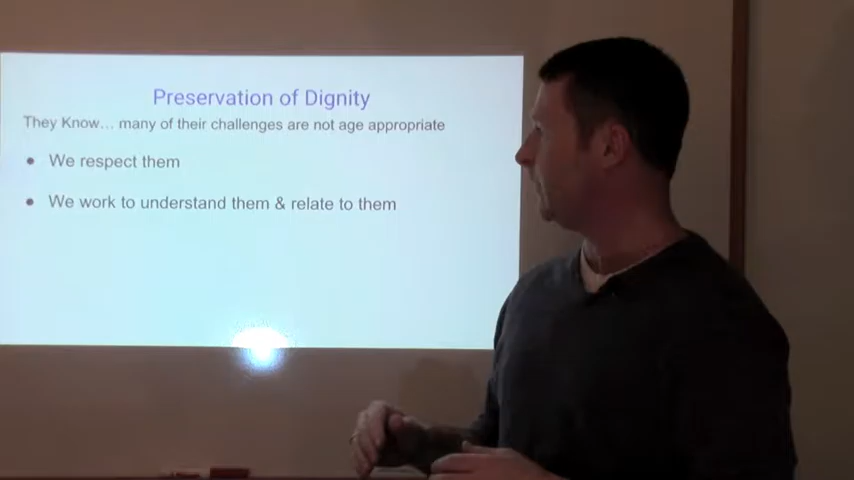 Preservation of Dignity
They Know... many of their challenges are not age appropriate
● We respect them
● We work to understand them & relate to them